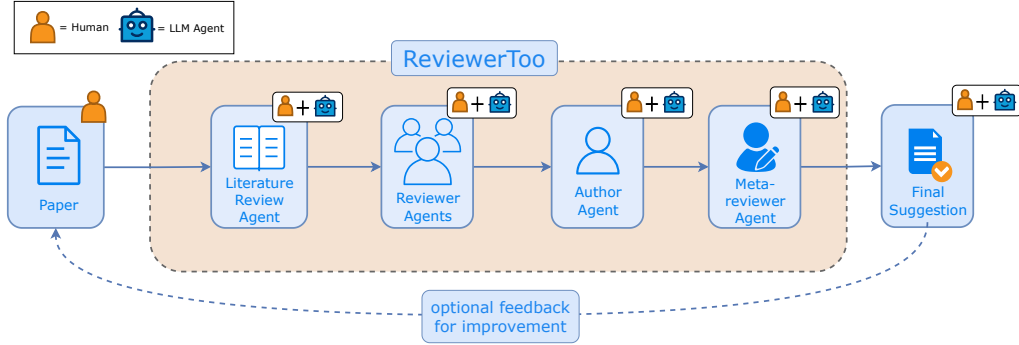 = Human
= LLM Agent
ReviewerToo
+
+
+
+
+
Paper
Literature
Review
Agent
Reviewer
Agents
Author
Agent
Meta-
reviewer
Agent
Final
Suggestion
optional feedback
for improvement